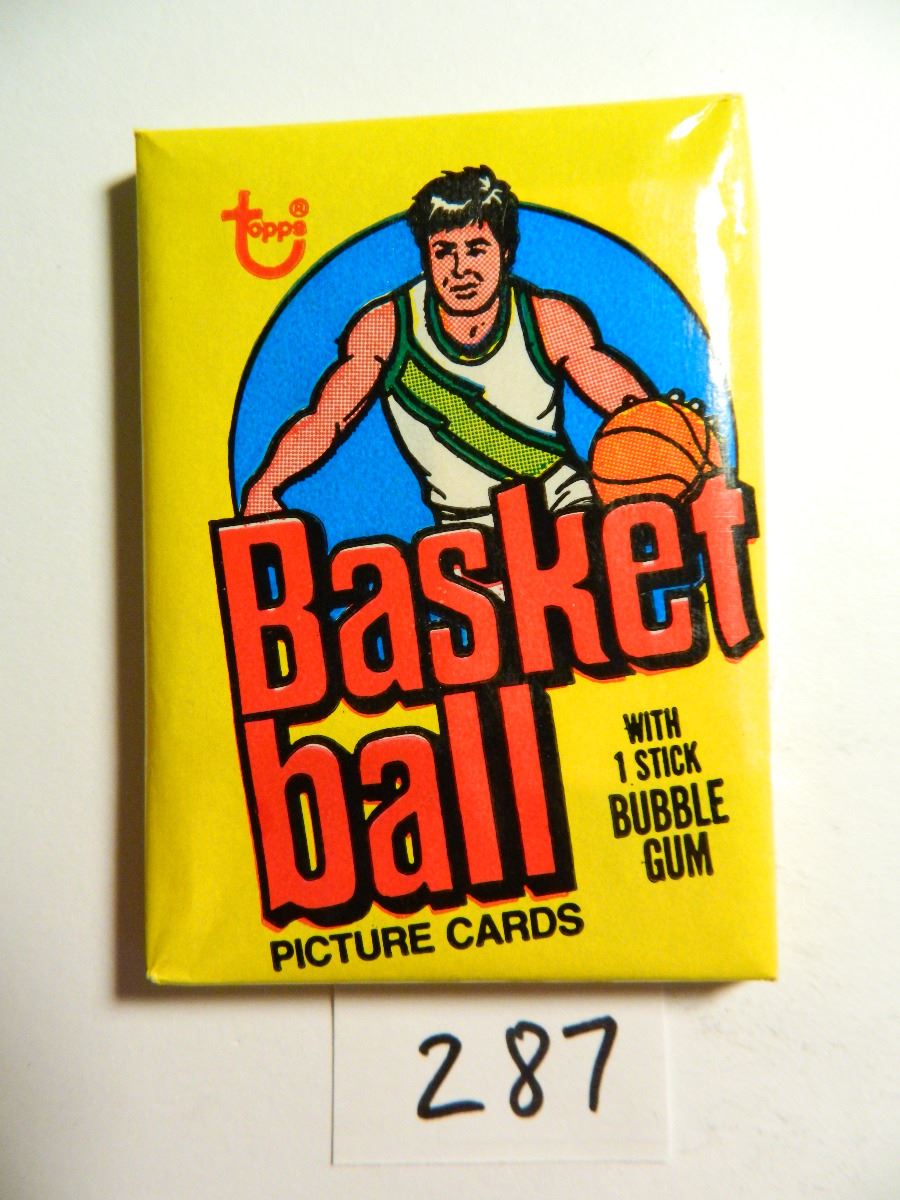 topps®
Basket
ball
WITH
1 STICK
BUBBLE
GUM
PICTURE CARDS
287